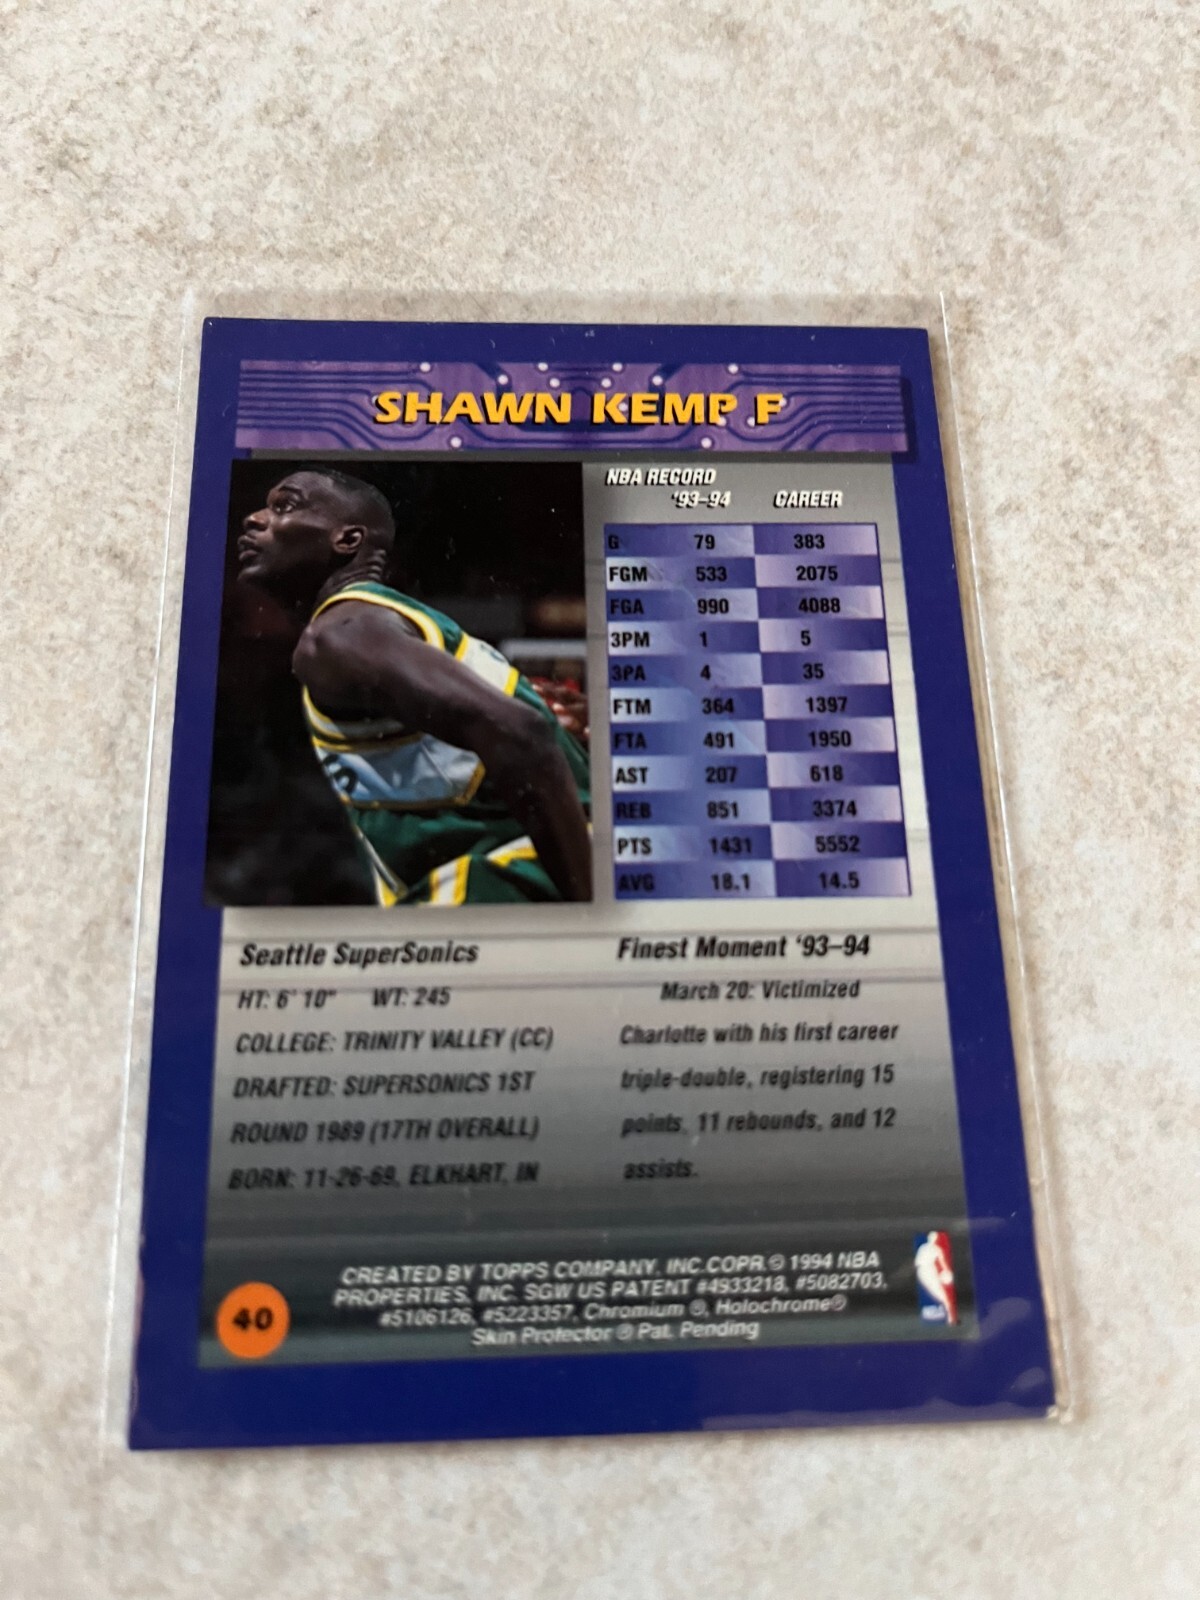 SHAWN KEMP F
NBA RECORD
'93–94 CAREER
G 79 383
FGM 533 2075
FGA 990 4088
3PM 1 5
3PA 4 35
FTM 364 1397
FTA 491 1950
AST 207 618
REB 851 3374
PTS 1431 5552
AVG 18.1 14.5
Seattle SuperSonics
HT: 6' 10" WT: 245
COLLEGE: TRINITY VALLEY (CC)
DRAFTED: SUPERSONICS 1ST
ROUND 1989 (17TH OVERALL)
BORN: 11-26-69, ELKHART, IN
Finest Moment '93–94
March 20: Victimized
Charlotte with his first career
triple-double, registering 15
points, 11 rebounds, and 12
assists.
CREATED BY TOPPS COMPANY, INC.COPR.© 1994 NBA
PROPERTIES, INC. SGW US PATENT #4933218, #5082703,
#5106126, #5223357, Chromium ®, Holochrome®
Skin Protector ® Pat. Pending
40
NBA